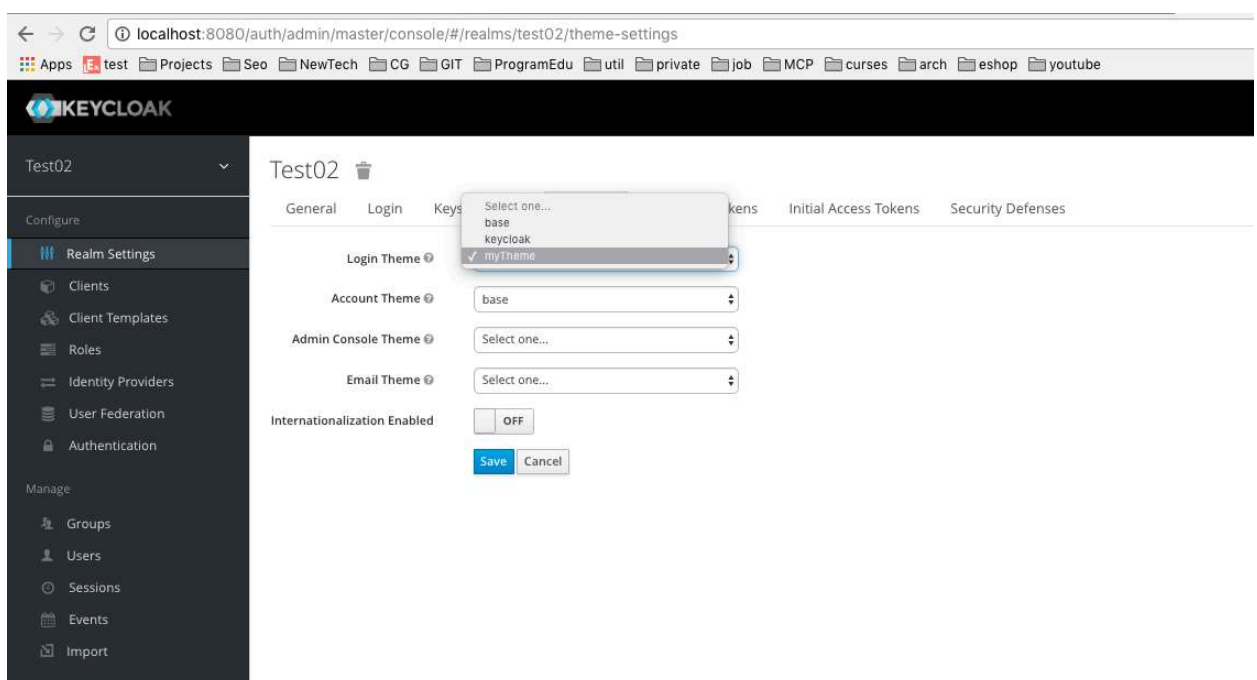 localhost:8080/auth/admin/master/console/#/realms/test02/theme-settings
Apps test Projects Seo NewTech CG GIT ProgramEdu util private job MCP curses arch eshop youtube
KEYCLOAK
Test02
Test02
General Login Keys kens Initial Access Tokens Security Defenses
Select one...
base
keycloak
✓ myTheme
Configure
Realm Settings
Clients
Client Templates
Roles
Identity Providers
User Federation
Authentication
Manage
Groups
Users
Sessions
Events
Import
Login Theme
Account Theme base
Admin Console Theme Select one...
Email Theme Select one...
Internationalization Enabled OFF
Save Cancel